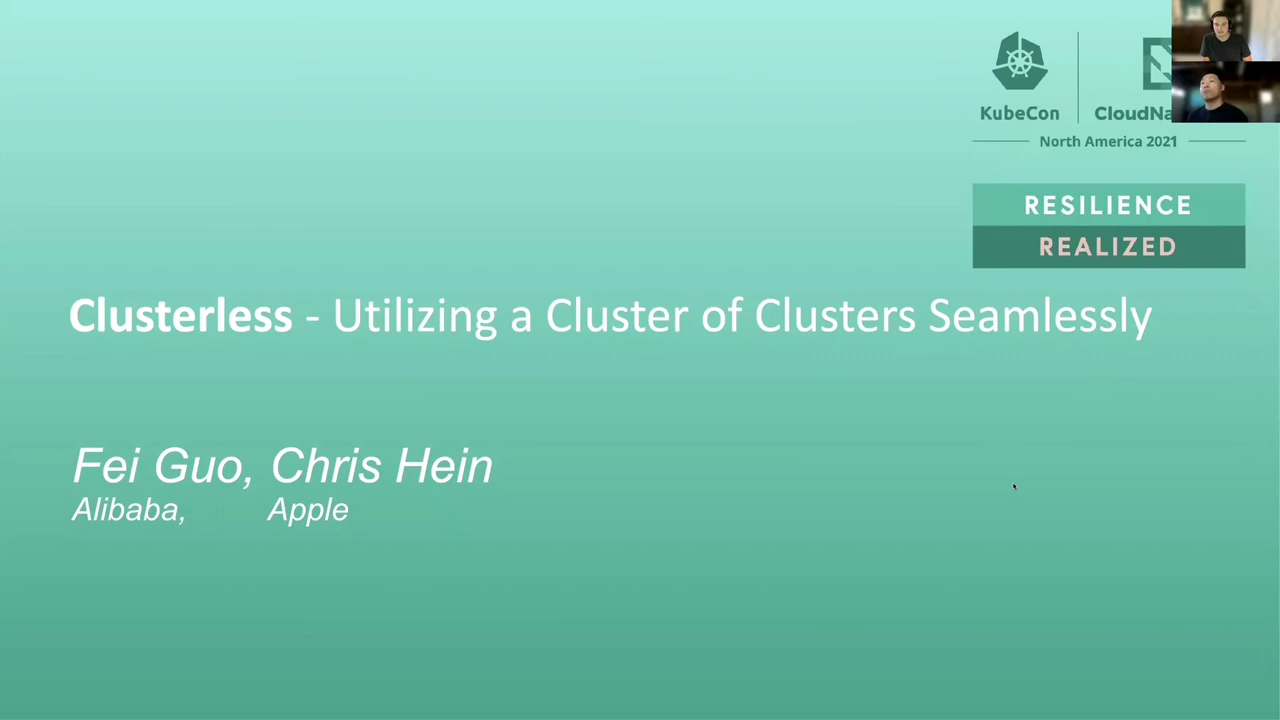 KubeCon
CloudNa
North America 2021
RESILIENCE
REALIZED
Clusterless - Utilizing a Cluster of Clusters Seamlessly
Fei Guo, Chris Hein
Alibaba, Apple